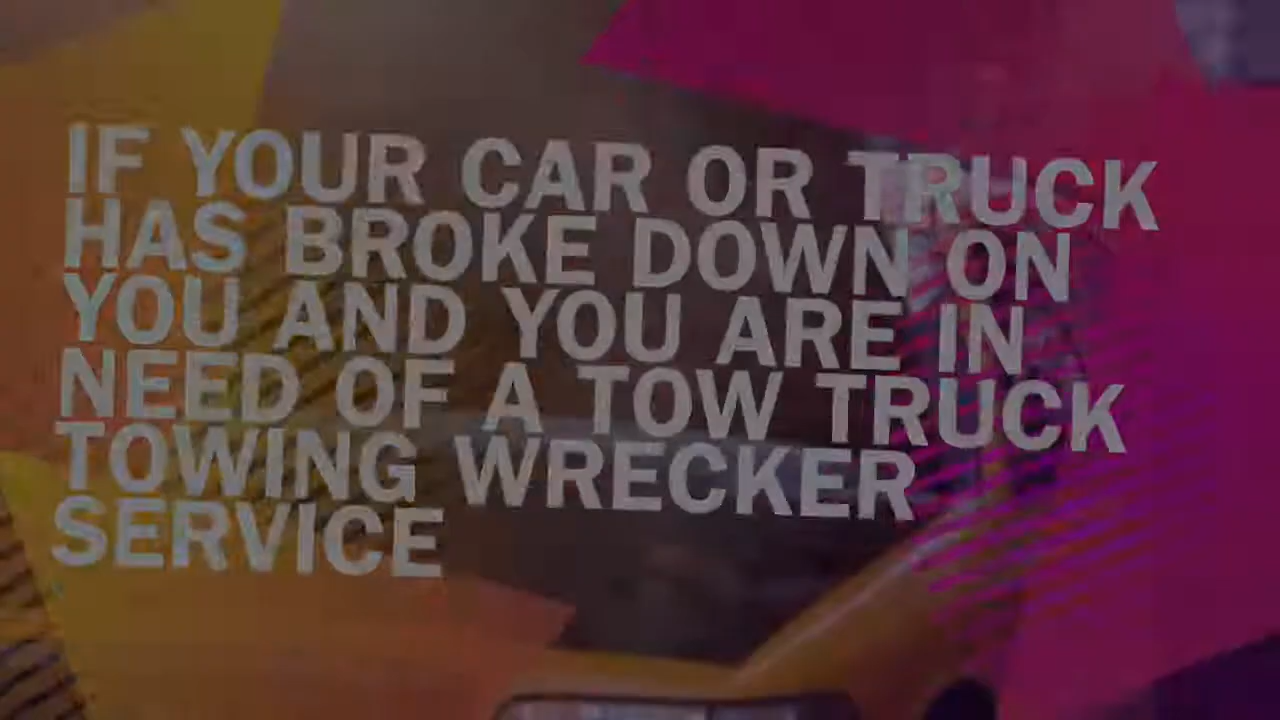 IF YOUR CAR OR TRUCK
HAS BROKE DOWN ON
YOU AND YOU ARE IN
NEED OF A TOW TRUCK
TOWING WRECKER
SERVICE